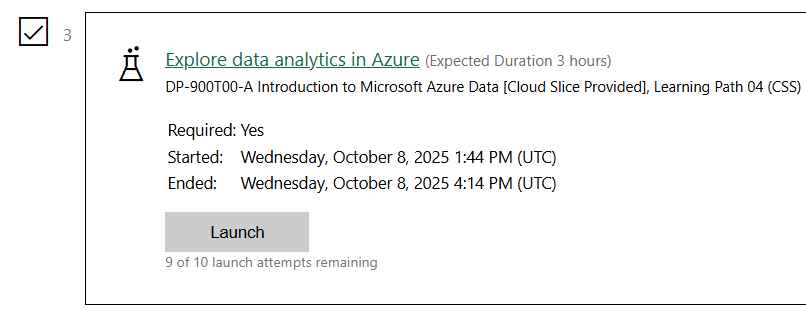 3
Explore data analytics in Azure (Expected Duration 3 hours)
DP-900T00-A Introduction to Microsoft Azure Data [Cloud Slice Provided], Learning Path 04 (CSS)
Required: Yes
Started: Wednesday, October 8, 2025 1:44 PM (UTC)
Ended: Wednesday, October 8, 2025 4:14 PM (UTC)
Launch
9 of 10 launch attempts remaining